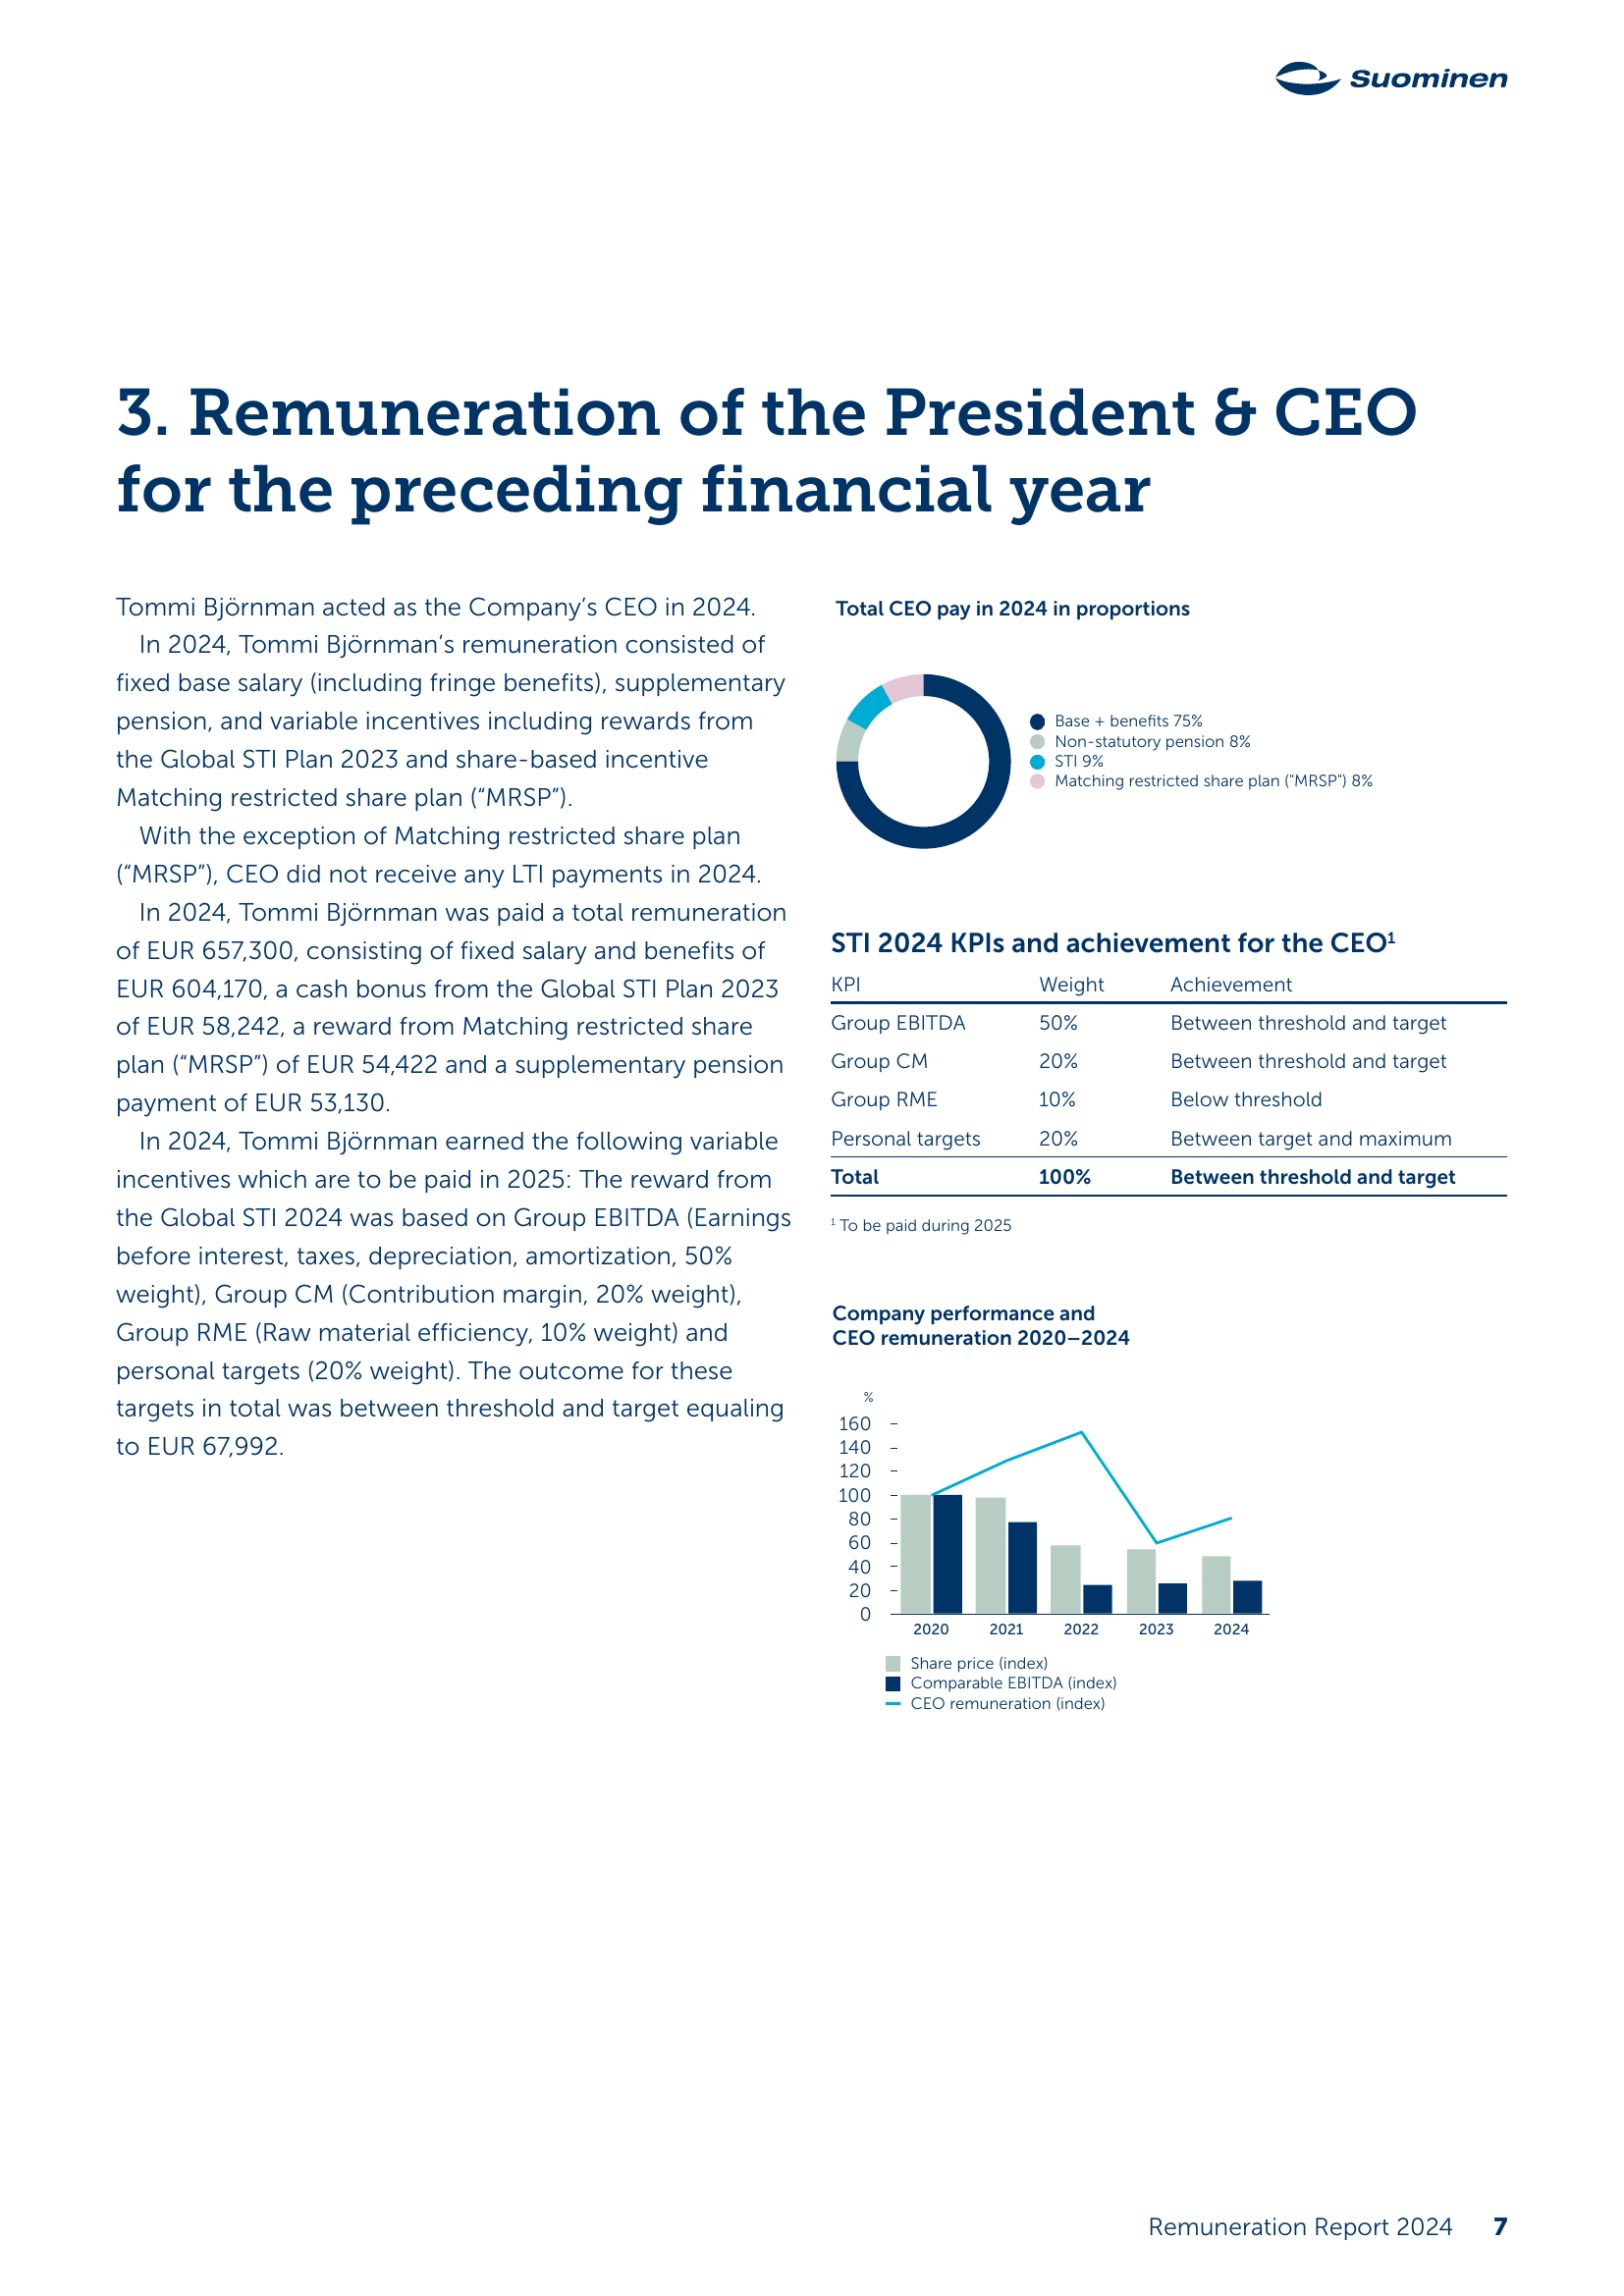 Suominen
3. Remuneration of the President & CEO
for the preceding financial year
Tommi Björnman acted as the Company’s CEO in 2024.
In 2024, Tommi Björnman’s remuneration consisted of
fixed base salary (including fringe benefits), supplementary
pension, and variable incentives including rewards from
the Global STI Plan 2023 and share-based incentive
Matching restricted share plan (“MRSP”).
With the exception of Matching restricted share plan
(“MRSP”), CEO did not receive any LTI payments in 2024.
In 2024, Tommi Björnman was paid a total remuneration
of EUR 657,300, consisting of fixed salary and benefits of
EUR 604,170, a cash bonus from the Global STI Plan 2023
of EUR 58,242, a reward from Matching restricted share
plan (“MRSP”) of EUR 54,422 and a supplementary pension
payment of EUR 53,130.
In 2024, Tommi Björnman earned the following variable
incentives which are to be paid in 2025: The reward from
the Global STI 2024 was based on Group EBITDA (Earnings
before interest, taxes, depreciation, amortization, 50%
weight), Group CM (Contribution margin, 20% weight),
Group RME (Raw material efficiency, 10% weight) and
personal targets (20% weight). The outcome for these
targets in total was between threshold and target equaling
to EUR 67,992.
Total CEO pay in 2024 in proportions
Base + benefits 75%
Non-statutory pension 8%
STI 9%
Matching restricted share plan ("MRSP") 8%
STI 2024 KPIs and achievement for the CEO¹
KPI Weight Achievement
Group EBITDA 50% Between threshold and target
Group CM 20% Between threshold and target
Group RME 10% Below threshold
Personal targets 20% Between target and maximum
Total 100% Between threshold and target
¹ To be paid during 2025
Company performance and
CEO remuneration 2020–2024
%
160
140
120
100
80
60
40
20
0
2020 2021 2022 2023 2024
Share price (index)
Comparable EBITDA (index)
CEO remuneration (index)
Remuneration Report 2024 7